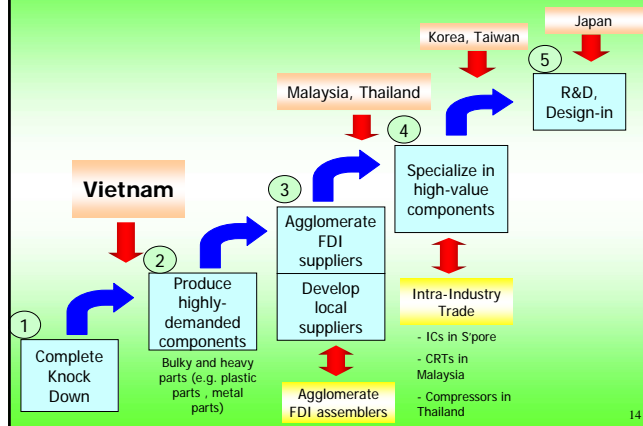 Japan
Korea, Taiwan
5
R&D,
Design-in
Malaysia, Thailand
4
Specialize in
high-value
components
Vietnam
3
Agglomerate
FDI
suppliers
Develop
local
suppliers
2
Produce
highly-
demanded
components
Intra-Industry
Trade
1
Complete
Knock
Down
Bulky and heavy
parts (e.g. plastic
parts , metal
parts)
Agglomerate
FDI assemblers
- ICs in S'pore
- CRTs in
Malaysia
- Compressors in
Thailand
14